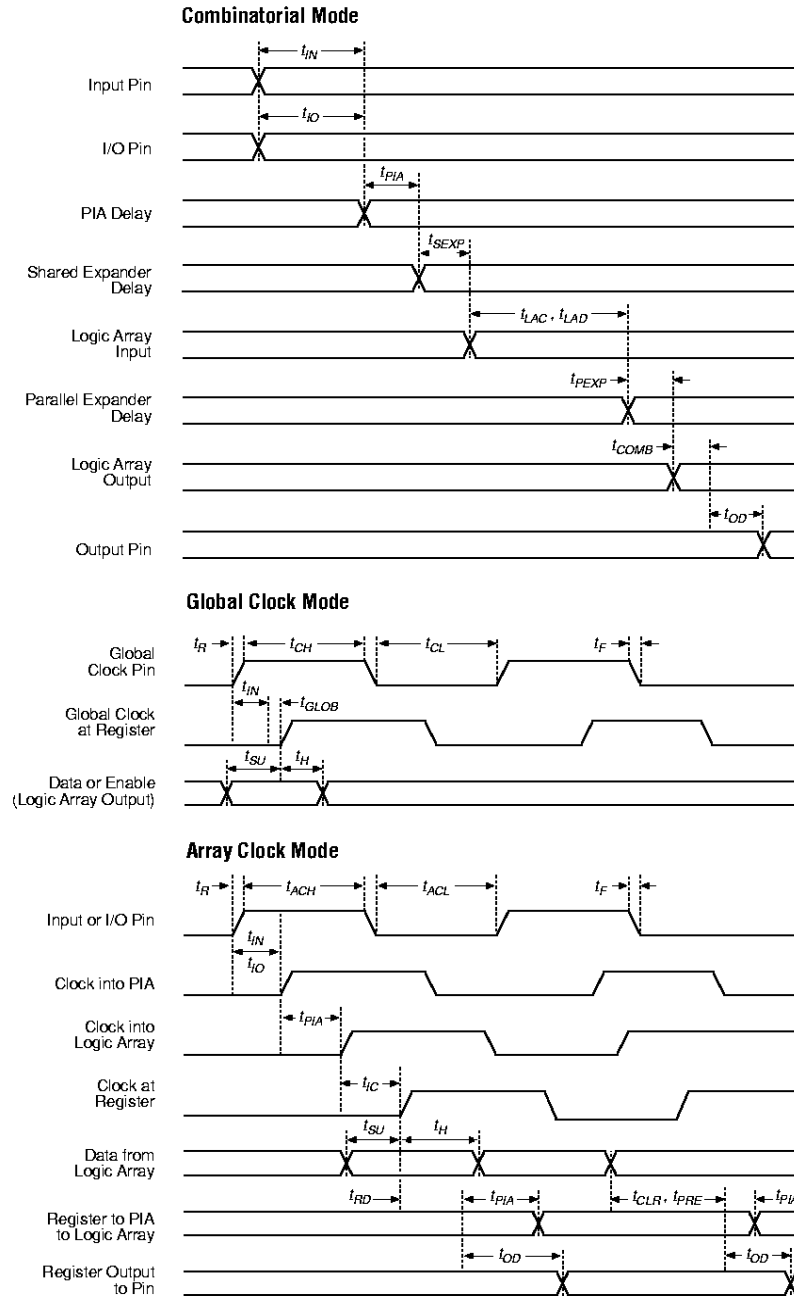 Combinatorial Mode
tIN
Input Pin
tIO
I/O Pin
tPIA
PIA Delay
tSEXP
Shared Expander
Delay
tLAC , tLAD
Logic Array
Input
tPEXP
Parallel Expander
Delay
tCOMB
Logic Array
Output
tOD
Output Pin
Global Clock Mode
tR tCH tCL tF
Global
Clock Pin
tIN tGLOB
Global Clock
at Register
tSU tH
Data or Enable
(Logic Array Output)
Array Clock Mode
tR tACH tACL tF
Input or I/O Pin
tIN
tIO
Clock into PIA
tPIA
Clock into
Logic Array
tIC
Clock at
Register
tSU tH
Data from
Logic Array
tRD tPIA tCLR , tPRE tPIA
Register to PIA
to Logic Array
tOD tOD
Register Output
to Pin